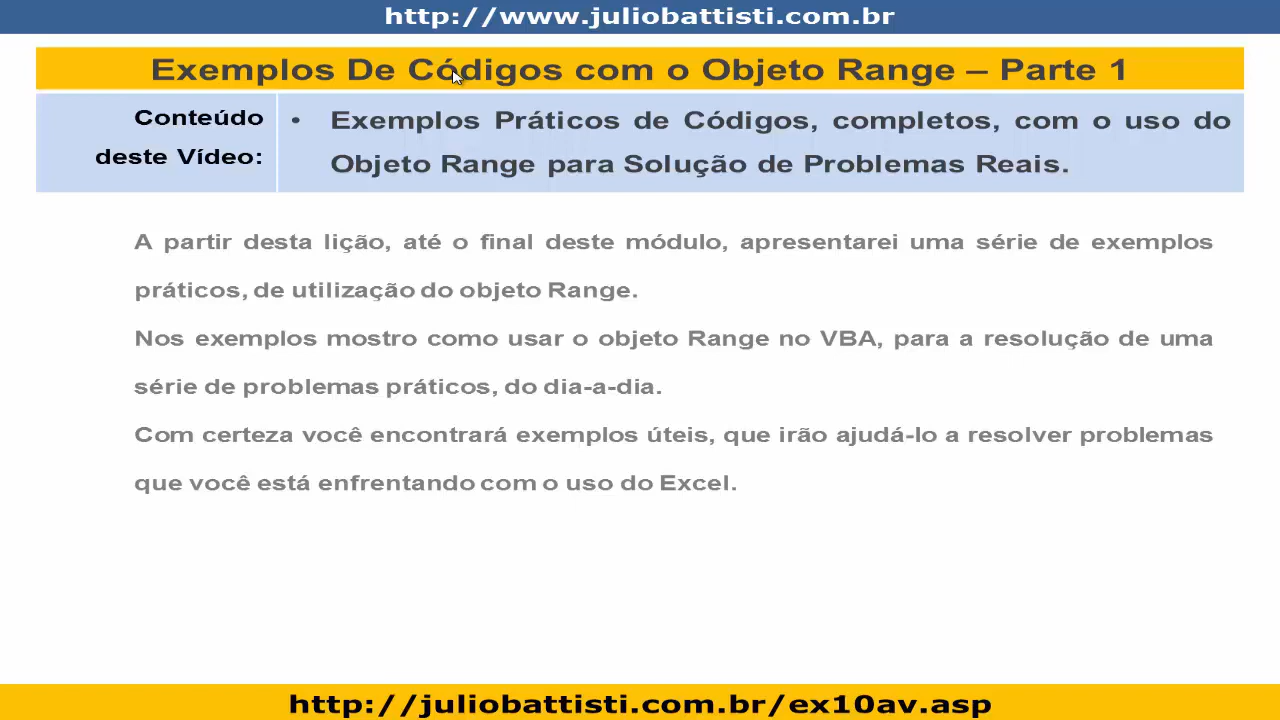 http://www.juliobattisti.com.br
Exemplos De Códigos com o Objeto Range – Parte 1
Conteúdo
deste Vídeo:
• Exemplos Práticos de Códigos, completos, com o uso do
Objeto Range para Solução de Problemas Reais.
A partir desta lição, até o final deste módulo, apresentarei uma série de exemplos
práticos, de utilização do objeto Range.
Nos exemplos mostro como usar o objeto Range no VBA, para a resolução de uma
série de problemas práticos, do dia-a-dia.
Com certeza você encontrará exemplos úteis, que irão ajudá-lo a resolver problemas
que você está enfrentando com o uso do Excel.
http://juliobattisti.com.br/ex10av.asp